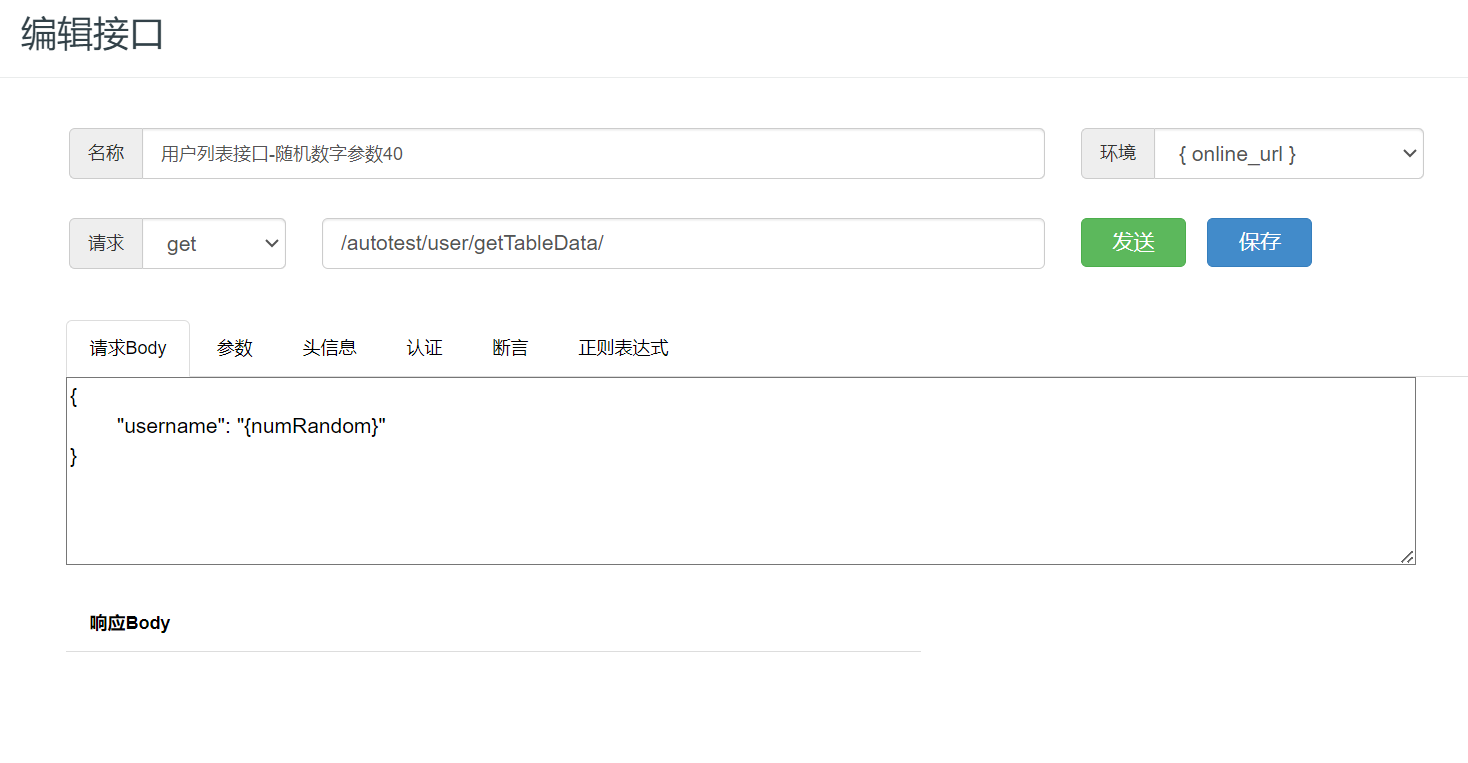 编辑接口
名称 用户列表接口-随机数字参数40 环境 { online_url }
请求 get /autotest/user/getTableData/ 发送 保存
请求Body 参数 头信息 认证 断言 正则表达式
{
"username": "{numRandom}"
}
响应Body